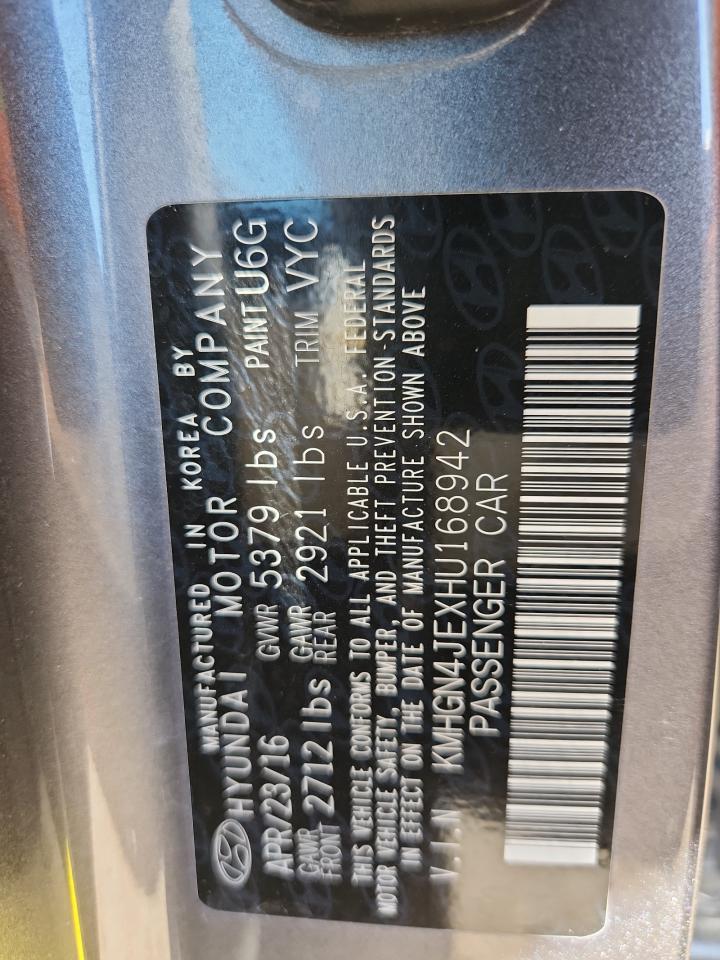 MANUFACTURED IN KOREA BY
HYUNDAI MOTOR COMPANY
APR/23/16 GVWR 5379 lbs PAINT U6G
GAWR FRONT 2712 lbs GAWR REAR 2921 lbs TRIM VYC
THIS VEHICLE CONFORMS TO ALL APPLICABLE U.S.A. FEDERAL
MOTOR VEHICLE SAFETY, BUMPER, AND THEFT PREVENTION STANDARDS
IN EFFECT ON THE DATE OF MANUFACTURE SHOWN ABOVE
V.I.N KMHGN4JEXHU168942
PASSENGER CAR